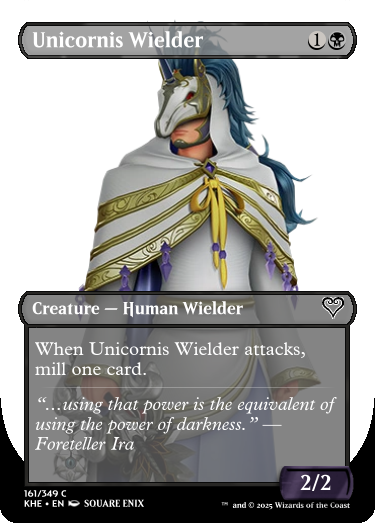 Unicornis Wielder 1
Creature — Human Wielder
When Unicornis Wielder attacks,
mill one card.
“…using that power is the equivalent of
using the power of darkness.” —
Foreteller Ira
2/2
161/349 C
KHE • EN SQUARE ENIX
™ and © 2025 Wizards of the Coast